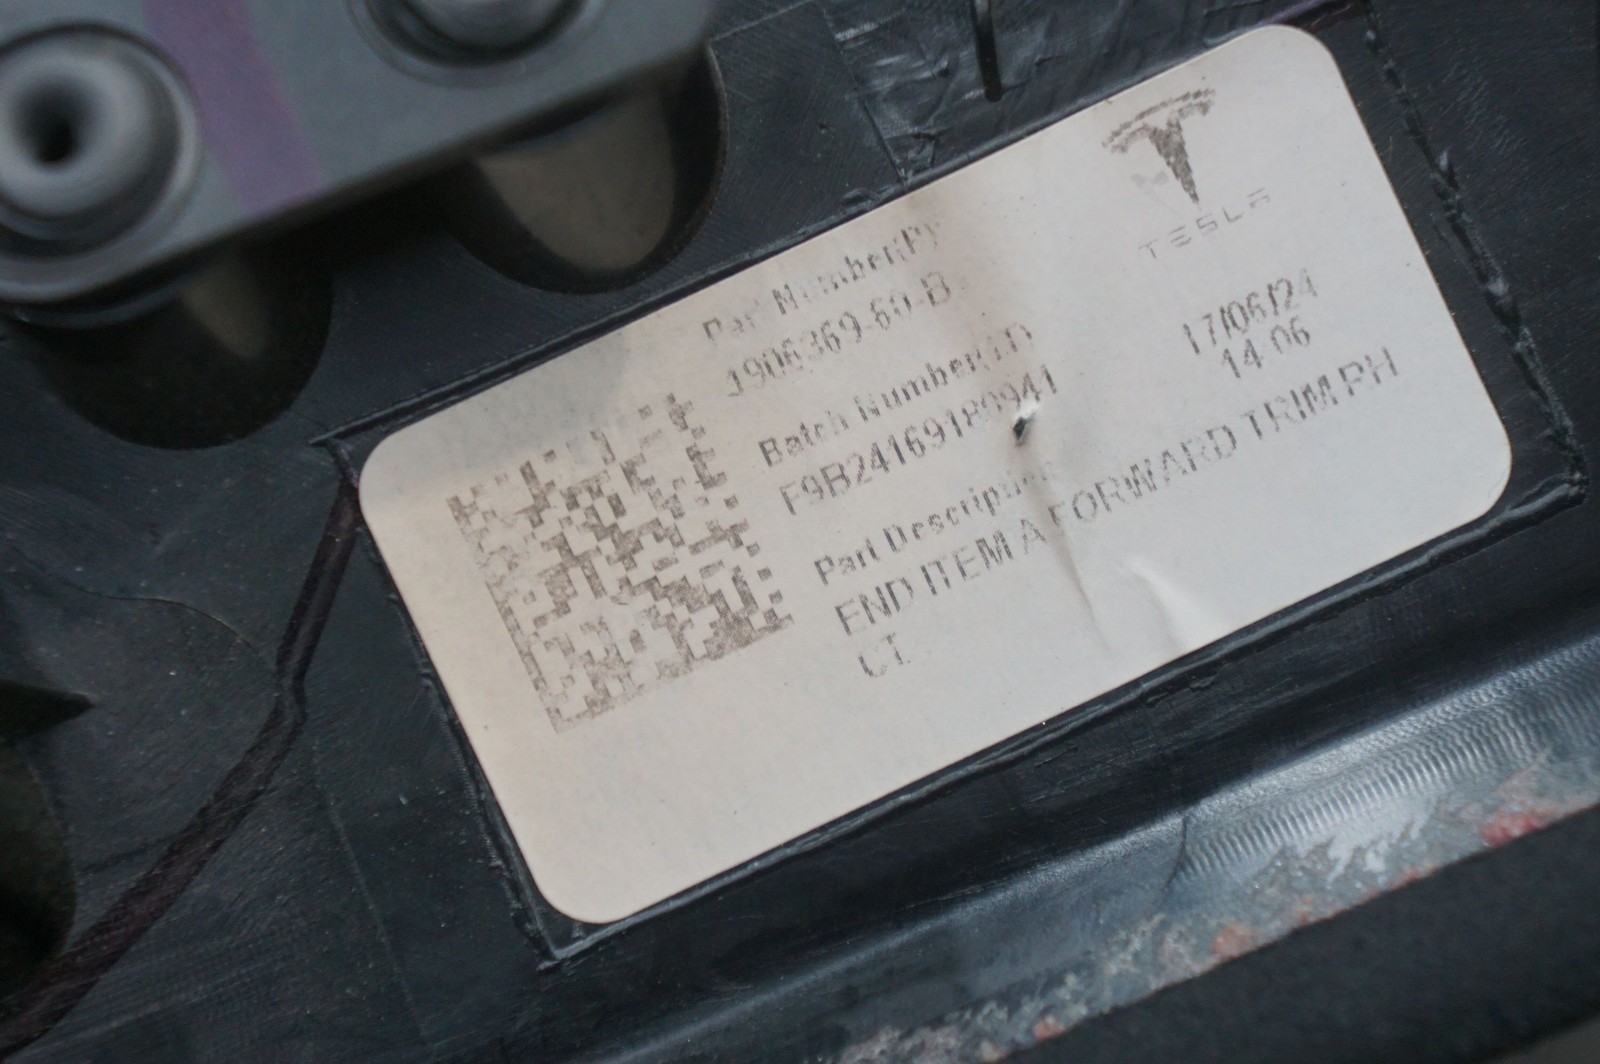 TESLA
Part Number(P)
1906369-60-B
17/06/24
14:06
Batch Number(1D
F9B24169180941
Part Description
END ITEM A FORWARD TRIM PH
CT